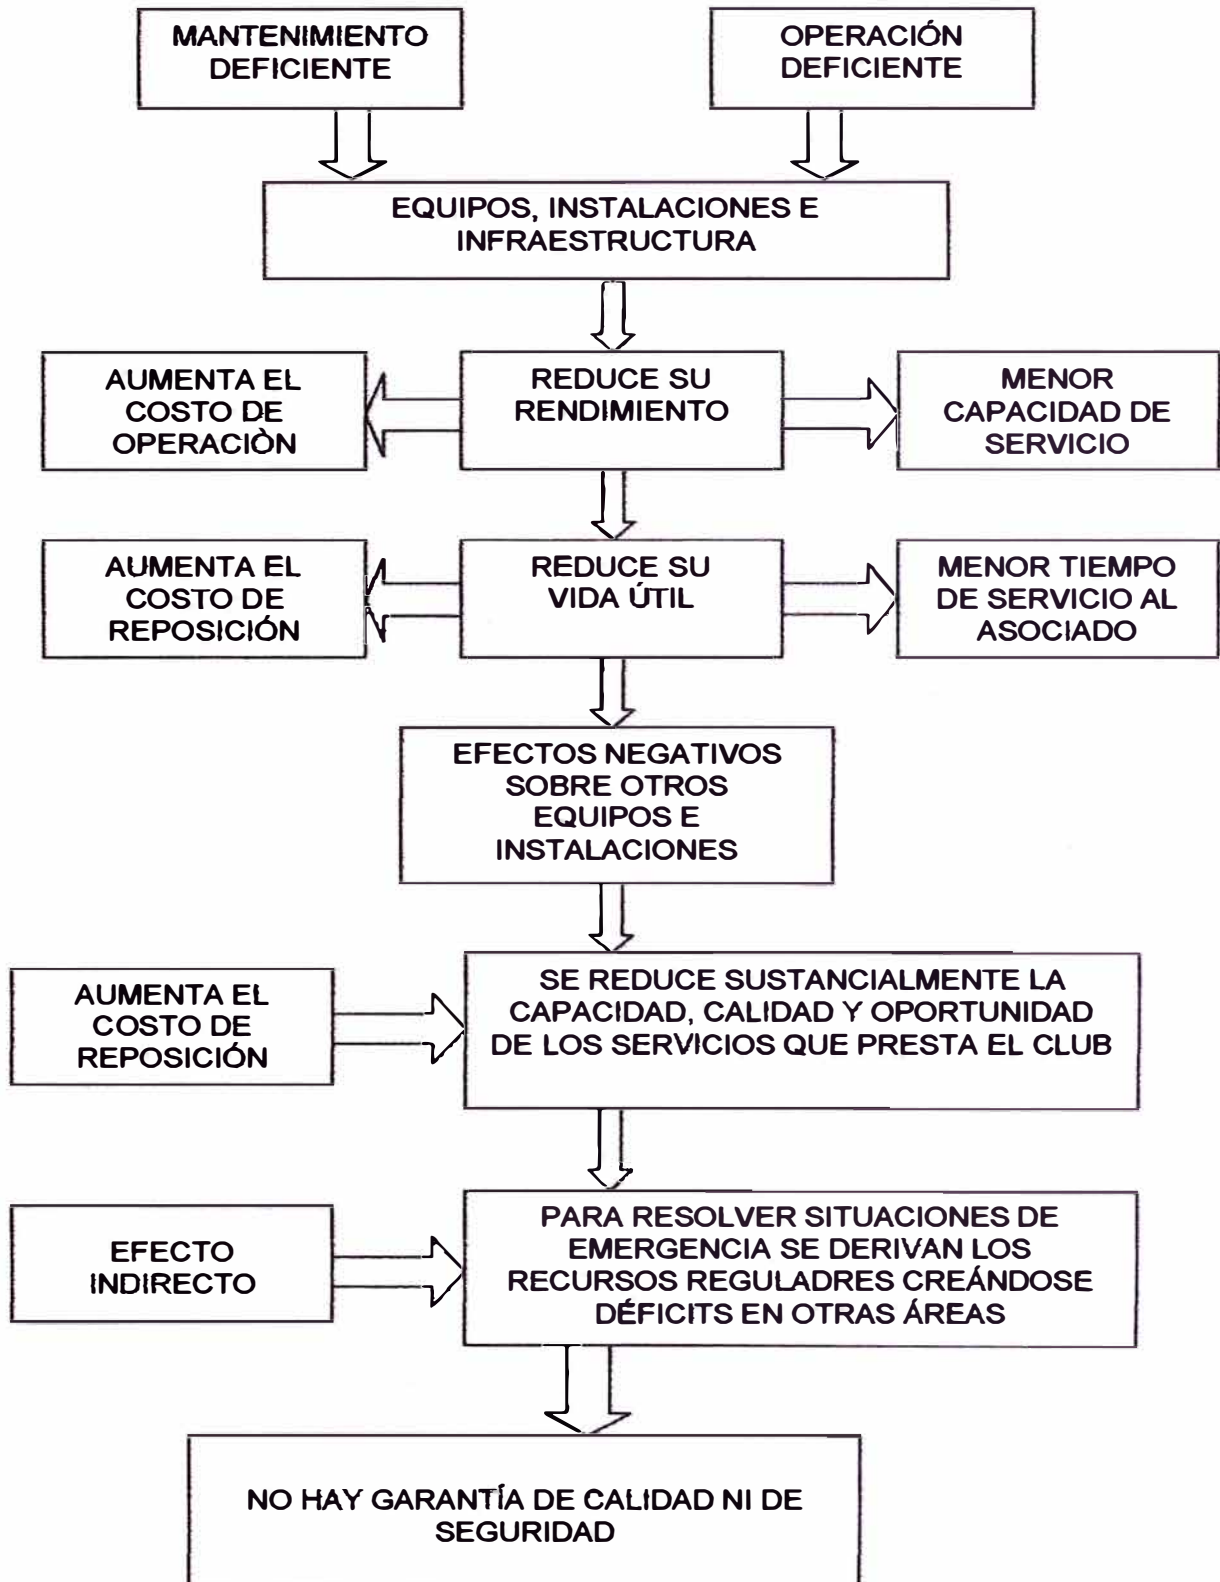 MANTENIMIENTO
DEFICIENTE
OPERACIÓN
DEFICIENTE
EQUIPOS, INSTALACIONES E
INFRAESTRUCTURA
AUMENTA EL
COSTO DE
OPERACIÒN
REDUCE SU
RENDIMIENTO
MENOR
CAPACIDAD DE
SERVICIO
AUMENTA EL
COSTO DE
REPOSICIÓN
REDUCE SU
VIDA ÚTIL
MENOR TIEMPO
DE SERVICIO AL
ASOCIADO
EFECTOS NEGATIVOS
SOBRE OTROS
EQUIPOS E
INSTALACIONES
AUMENTA EL
COSTO DE
REPOSICIÓN
SE REDUCE SUSTANCIALMENTE LA
CAPACIDAD, CALIDAD Y OPORTUNIDAD
DE LOS SERVICIOS QUE PRESTA EL CLUB
EFECTO
INDIRECTO
PARA RESOLVER SITUACIONES DE
EMERGENCIA SE DERIVAN LOS
RECURSOS REGULADRES CREÁNDOSE
DÉFICITS EN OTRAS ÁREAS
NO HAY GARANTÍA DE CALIDAD NI DE
SEGURIDAD